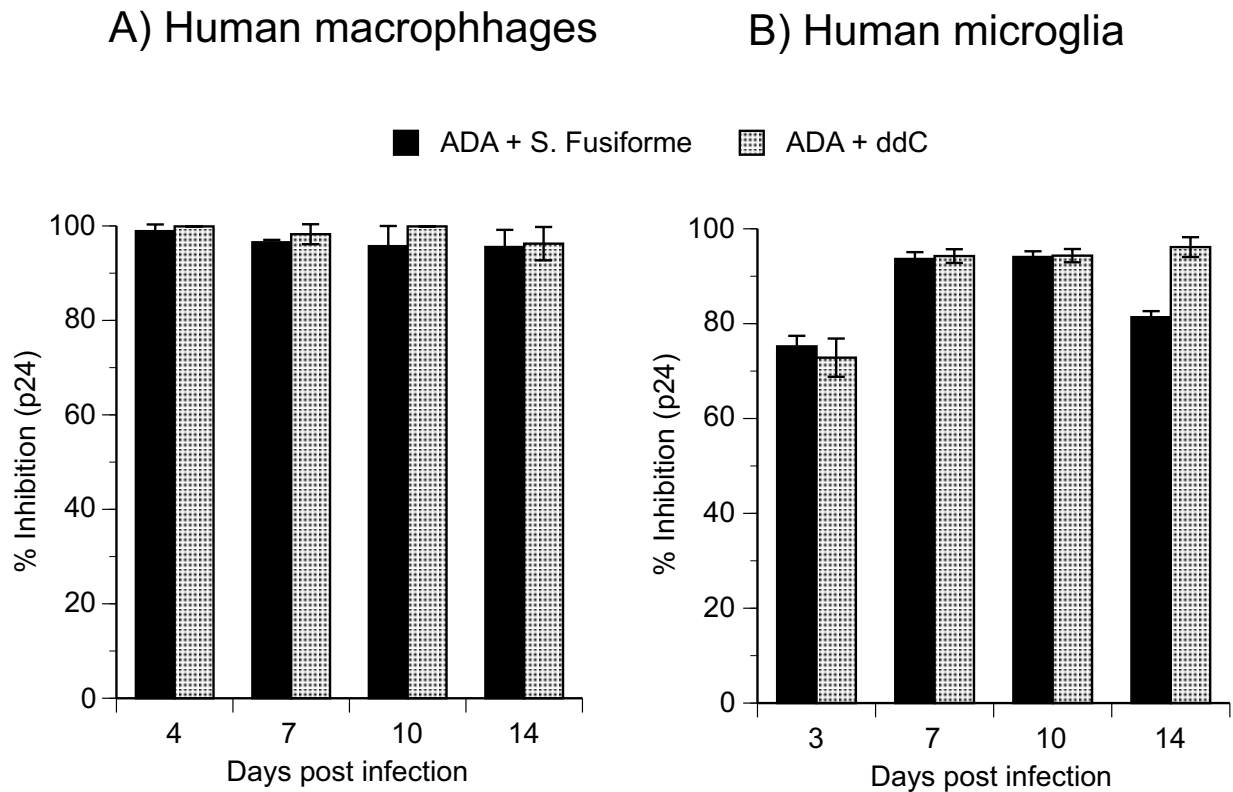 A) Human macrophhages
B) Human microglia
ADA + S. Fusiforme
ADA + ddC
% Inhibition (p24)
100
80
60
40
20
0
4 7 10 14
Days post infection
% Inhibition (p24)
100
80
60
40
20
0
3 7 10 14
Days post infection